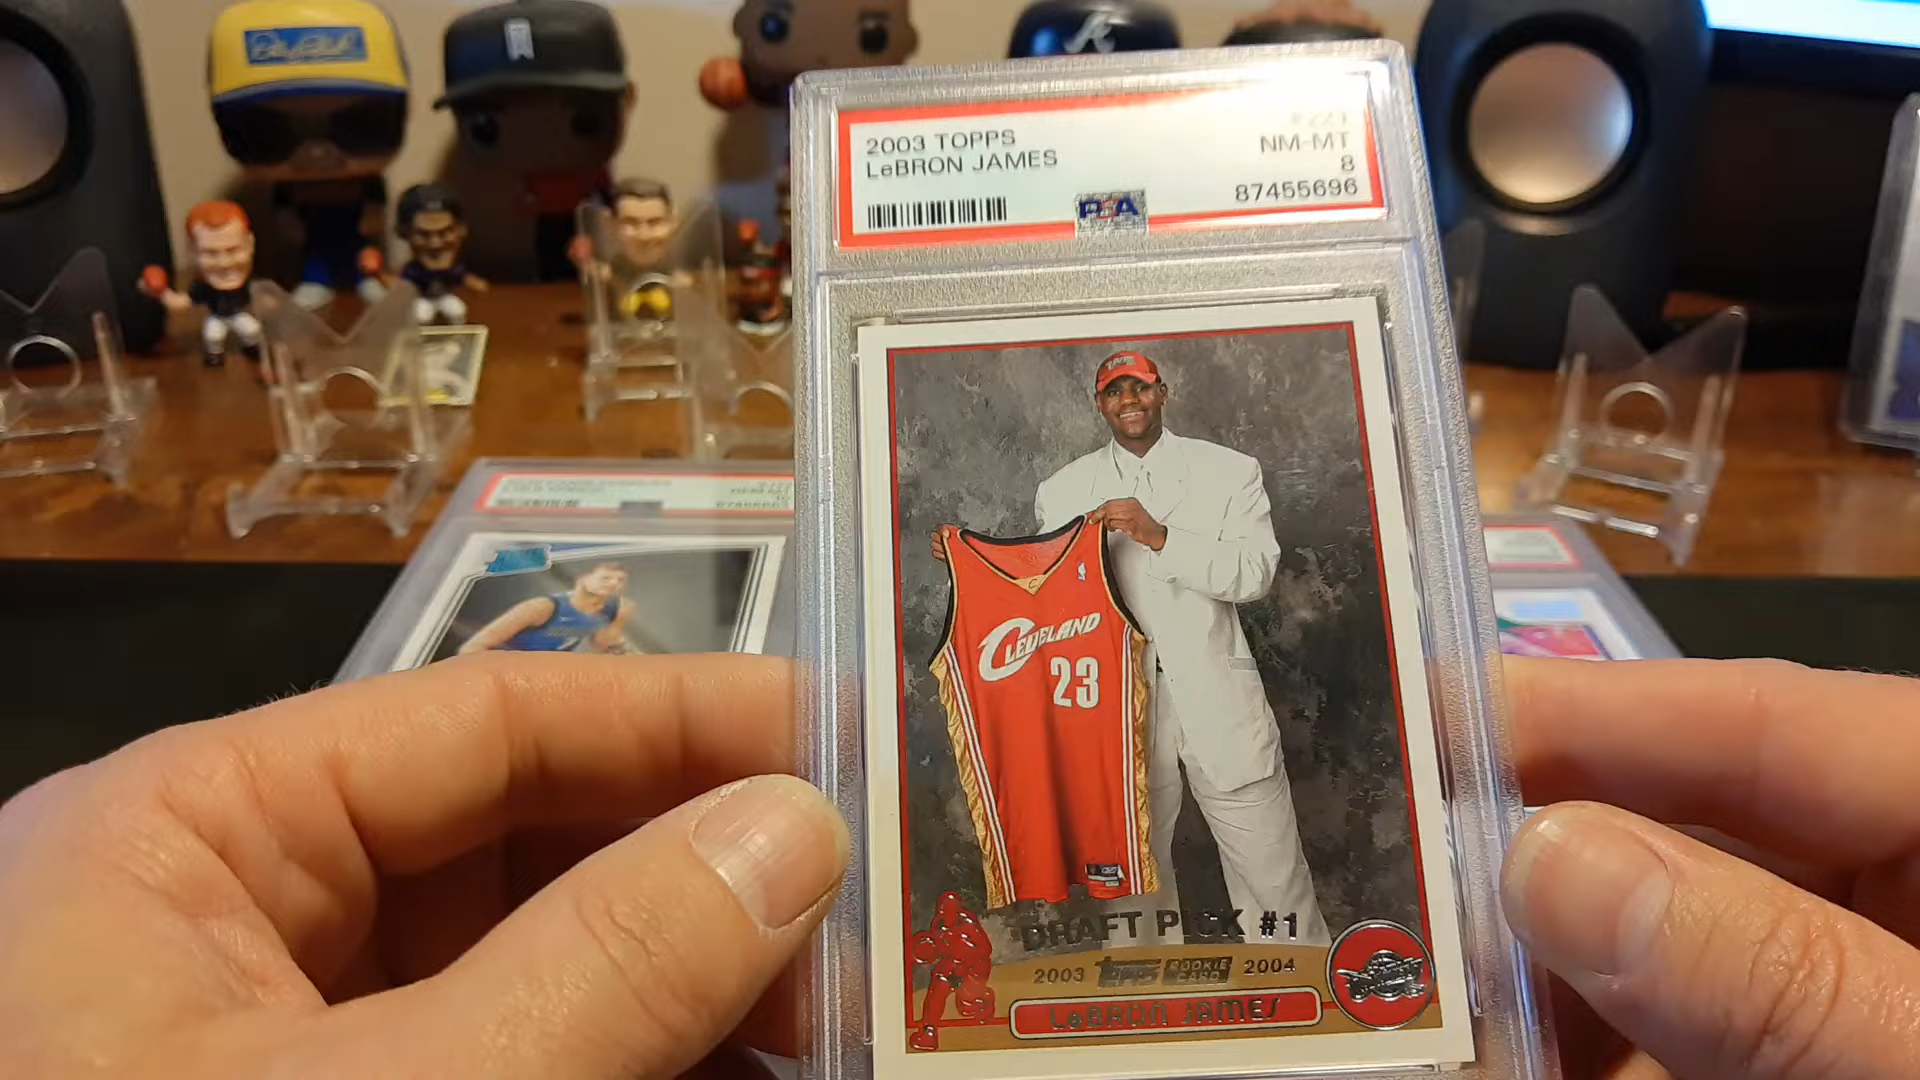 2003 TOPPS
LeBRON JAMES
NM-MT
8
87455696
PSA
CLEVELAND
23
DRAFT PICK #1
2003 TOPPS ROOKIE CARD 2004
LeBRON JAMES